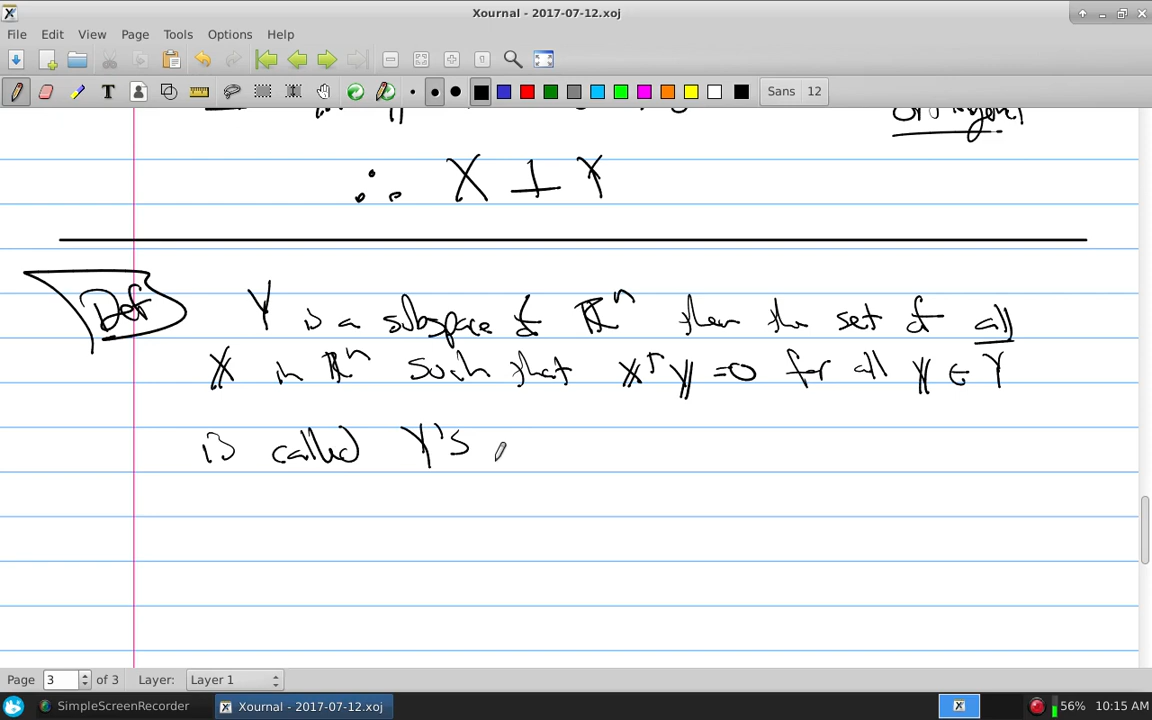 Xournal - 2017-07-12.xoj
File Edit View Page Tools Options Help
Sans 12
∴ X ⊥ Y
Def Y is a subspace of ℝⁿ then the set of all
𝕏 in ℝⁿ such that 𝕏ᵀ𝕐 = 0 for all 𝕐 ∈ Y
is called Y's
Page 3 of 3 Layer: Layer 1
SimpleScreenRecorder Xournal - 2017-07-12.xoj 56% 10:15 AM